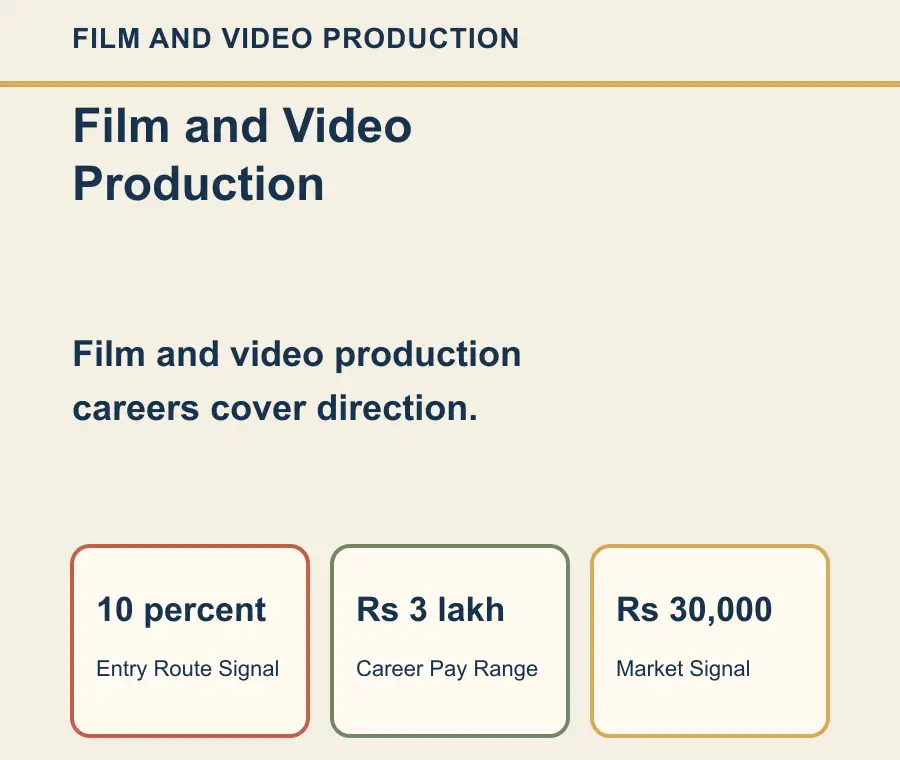 FILM AND VIDEO PRODUCTION
Film and Video
Production
Film and video production
careers cover direction.
10 percent
Entry Route Signal
Rs 3 lakh
Career Pay Range
Rs 30,000
Market Signal